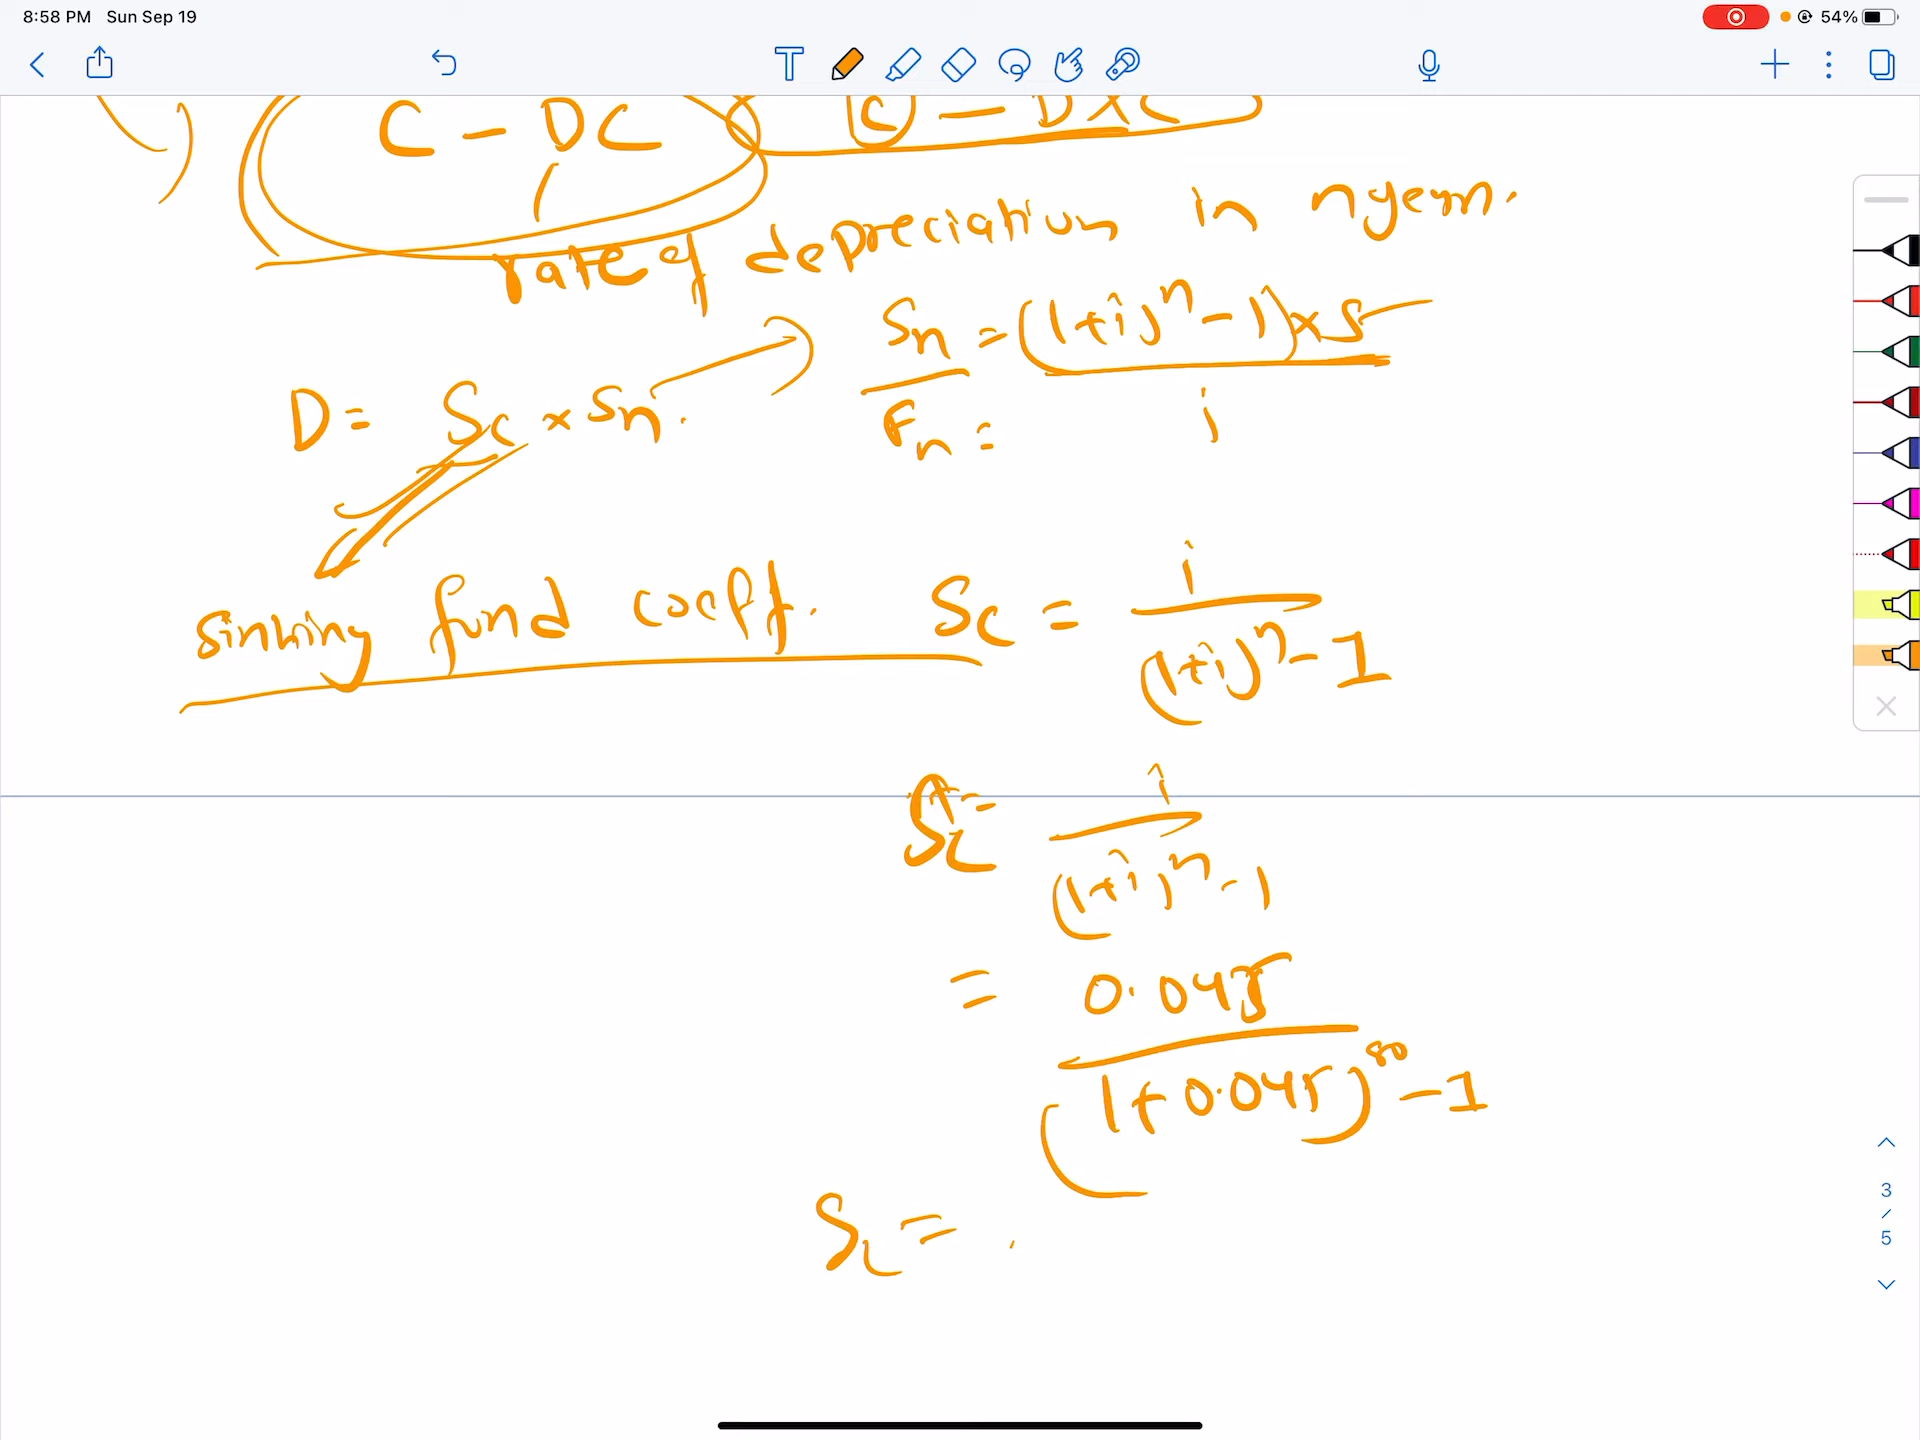 8:58 PM Sun Sep 19
54%
C - DC
C - D x C
rate of depreciation in nyem.
D = Sc x Sn.
Sn = ((1+i)^n - 1) x S
Fn = i
Sinking fund coeff. Sc = i
(1+i)^n - 1
Sc = i
(1+i)^n - 1
= 0.045
(1+0.045)^80 - 1
Sc = .
3
/
5